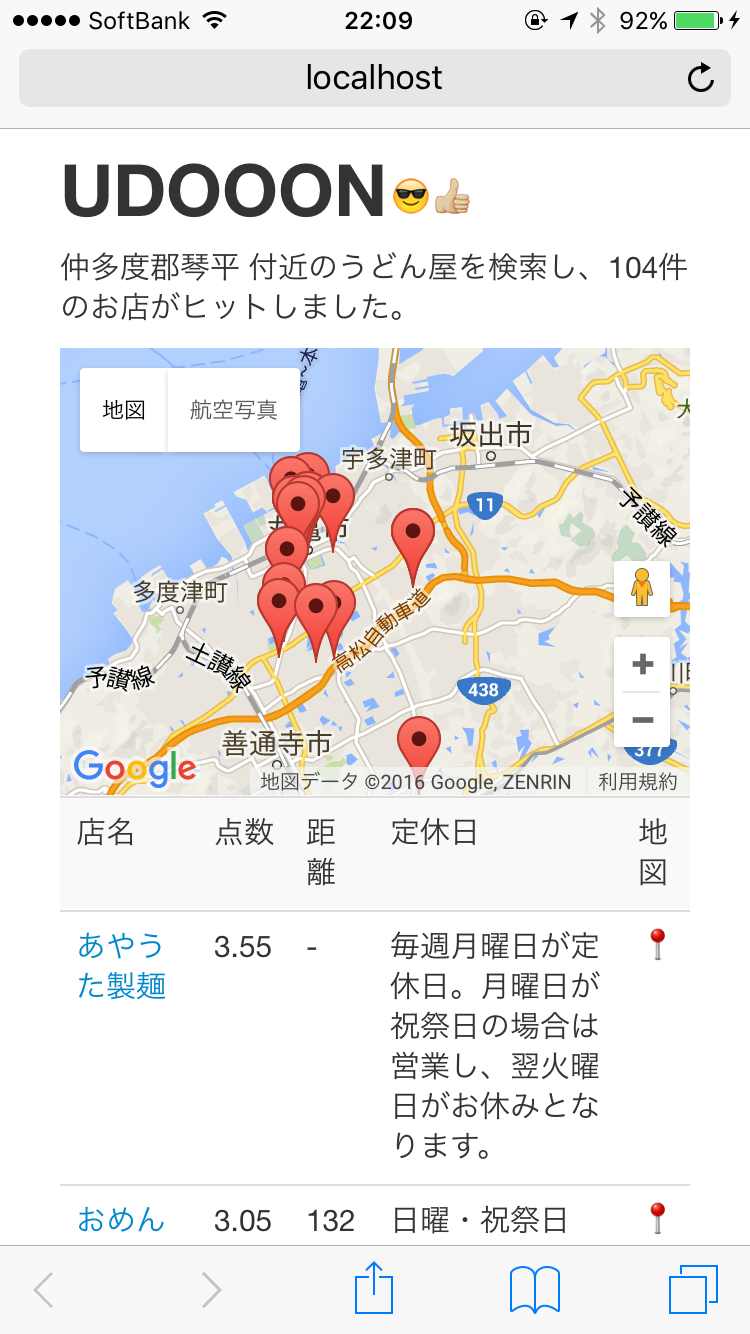 SoftBank 22:09 92%
localhost
UDOOON😎👍🏼
仲多度郡琴平 付近のうどん屋を検索し、104件
のお店がヒットしました。
地図 航空写真
坂出市
宇多津町
11
予讃線
多度津町
土讃線
予讃線
高松自動車道
438
377
善通寺市
Google
地図データ ©2016 Google, ZENRIN 利用規約
店名 点数 距 定休日 地
離 図
あやう 3.55 - 毎週月曜日が定 📍
た製麺 休日。月曜日が
祝祭日の場合は
営業し、翌火曜
日がお休みとな
ります。
おめん 3.05 132 日曜・祝祭日 📍